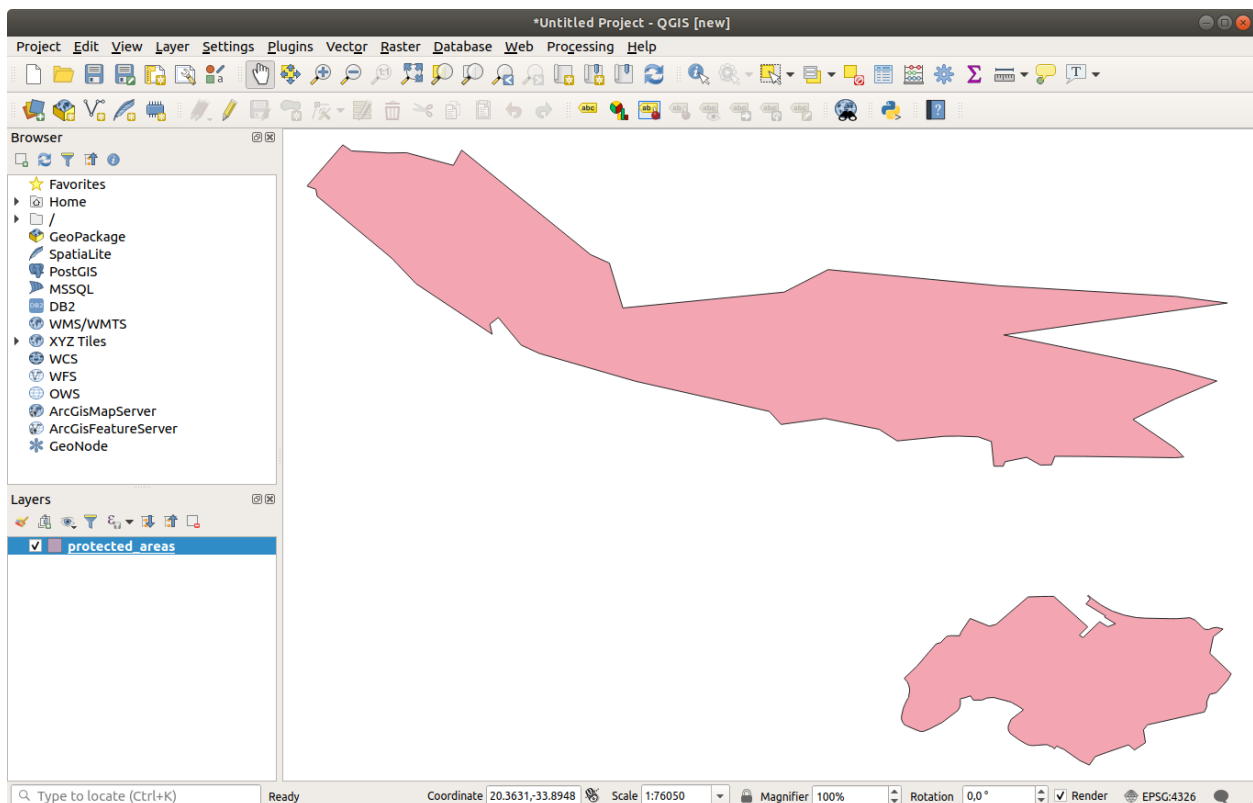 *Untitled Project - QGIS [new]
Project Edit View Layer Settings Plugins Vector Raster Database Web Processing Help
Browser
Favorites
Home
/
GeoPackage
SpatiaLite
PostGIS
MSSQL
DB2
WMS/WMTS
XYZ Tiles
WCS
WFS
OWS
ArcGisMapServer
ArcGisFeatureServer
GeoNode
Layers
protected_areas
Type to locate (Ctrl+K) Ready Coordinate 20.3631,-33.8948 Scale 1:76050 Magnifier 100% Rotation 0,0 ° Render EPSG:4326